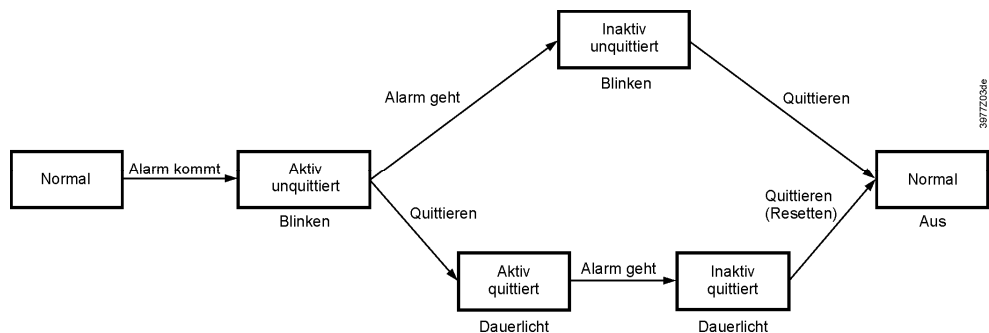 Inaktiv
unquittiert
Blinken
Alarm geht
Quittieren
3977Z03de
Normal
Alarm kommt
Aktiv
unquittiert
Blinken
Quittieren
Quittieren
(Resetten)
Normal
Aus
Aktiv
quittiert
Dauerlicht
Alarm geht
Inaktiv
quittiert
Dauerlicht